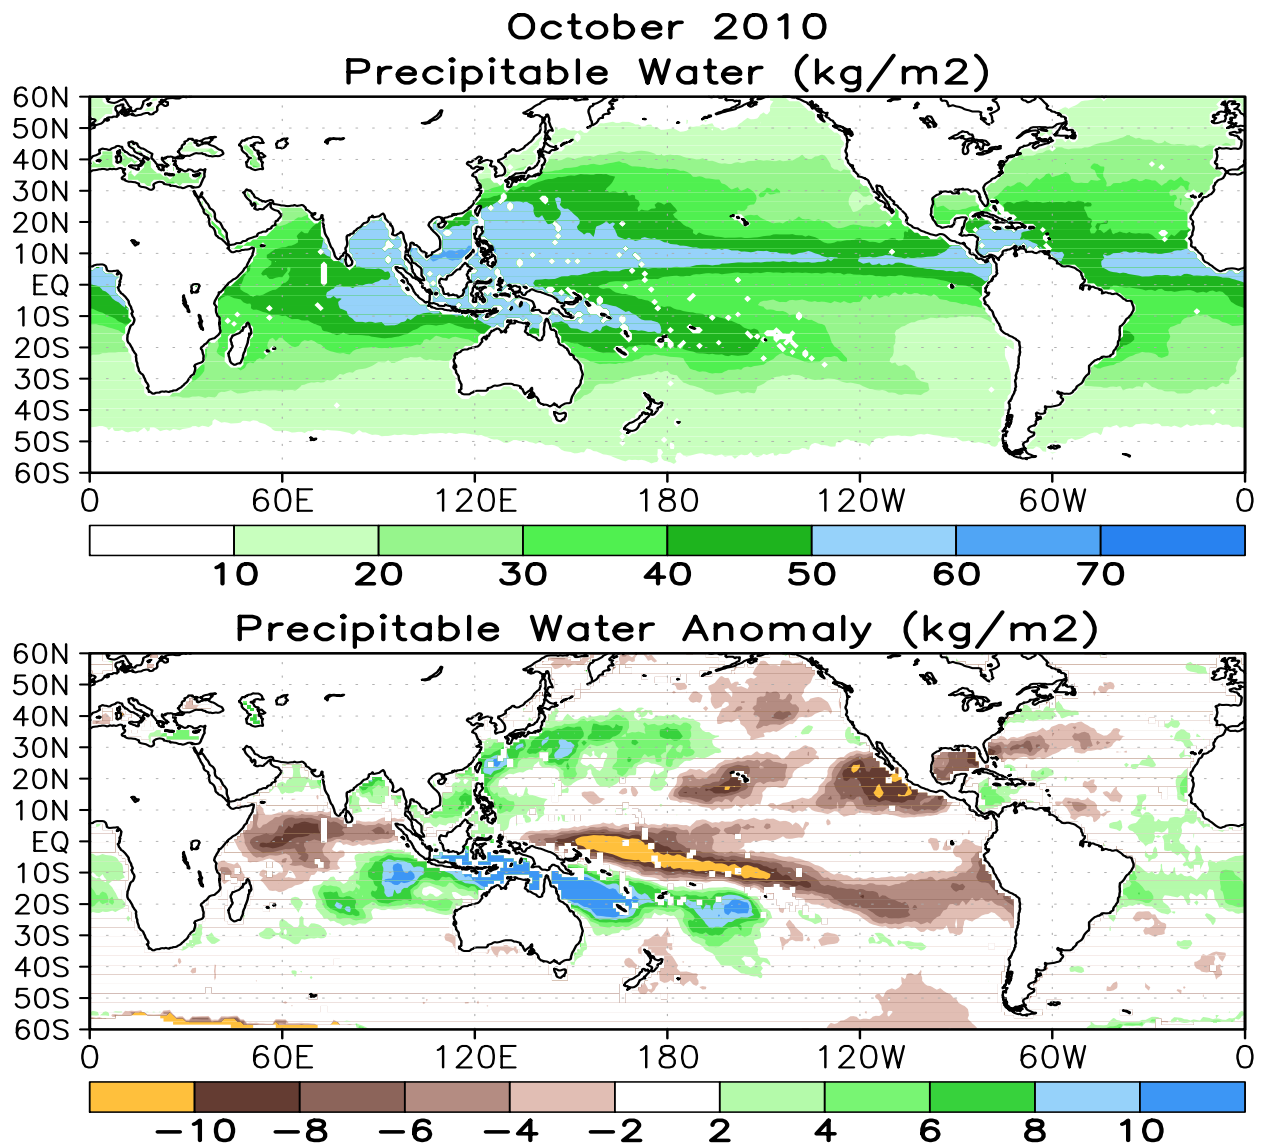 October 2010
Precipitable Water (kg/m2)
60N
50N
40N
30N
20N
10N
EQ
10S
20S
30S
40S
50S
60S
0 60E 120E 180 120W 60W 0
10 20 30 40 50 60 70
Precipitable Water Anomaly (kg/m2)
60N
50N
40N
30N
20N
10N
EQ
10S
20S
30S
40S
50S
60S
0 60E 120E 180 120W 60W 0
−10 −8 −6 −4 −2 2 4 6 8 10